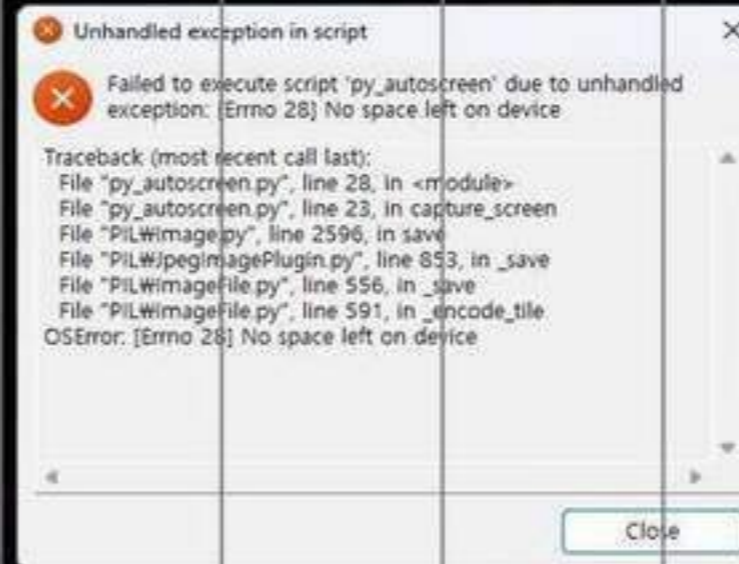 Unhandled exception in script
Failed to execute script 'py_autoscreen' due to unhandled
exception: [Errno 28] No space left on device
Traceback (most recent call last):
File "py_autoscreen.py", line 28, in <module>
File "py_autoscreen.py", line 23, in capture_screen
File "PIL₩Image.py", line 2596, in save
File "PIL₩JpegImagePlugin.py", line 853, in _save
File "PIL₩ImageFile.py", line 556, in _save
File "PIL₩ImageFile.py", line 591, in _encode_tile
OSError: [Errno 28] No space left on device
Close